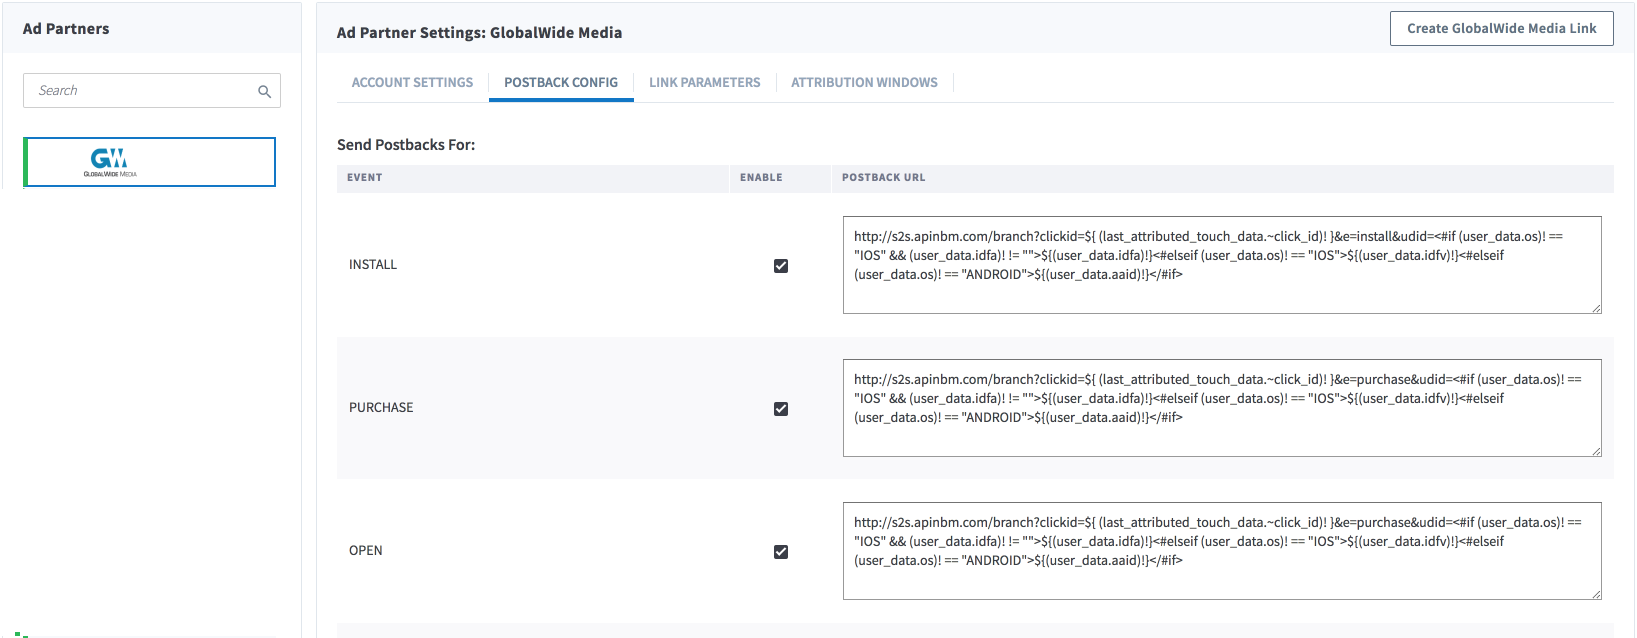 Ad Partners
Search
GW
GLOBALWIDE MEDIA
Ad Partner Settings: GlobalWide Media
Create GlobalWide Media Link
ACCOUNT SETTINGS
POSTBACK CONFIG
LINK PARAMETERS
ATTRIBUTION WINDOWS
Send Postbacks For:
EVENT
ENABLE
POSTBACK URL
INSTALL
http://s2s.apinbm.com/branch?clickid=${ (last_attributed_touch_data.~click_id)! }&e=install&udid=<#if (user_data.os)! ==
"IOS" && (user_data.idfa)! != "">${(user_data.idfa)!}<#elseif (user_data.os)! == "IOS">${(user_data.idfv)!}<#elseif
(user_data.os)! == "ANDROID">${(user_data.aaid)!}</#if>
PURCHASE
http://s2s.apinbm.com/branch?clickid=${ (last_attributed_touch_data.~click_id)! }&e=purchase&udid=<#if (user_data.os)! ==
"IOS" && (user_data.idfa)! != "">${(user_data.idfa)!}<#elseif (user_data.os)! == "IOS">${(user_data.idfv)!}<#elseif
(user_data.os)! == "ANDROID">${(user_data.aaid)!}</#if>
OPEN
http://s2s.apinbm.com/branch?clickid=${ (last_attributed_touch_data.~click_id)! }&e=purchase&udid=<#if (user_data.os)! ==
"IOS" && (user_data.idfa)! != "">${(user_data.idfa)!}<#elseif (user_data.os)! == "IOS">${(user_data.idfv)!}<#elseif
(user_data.os)! == "ANDROID">${(user_data.aaid)!}</#if>